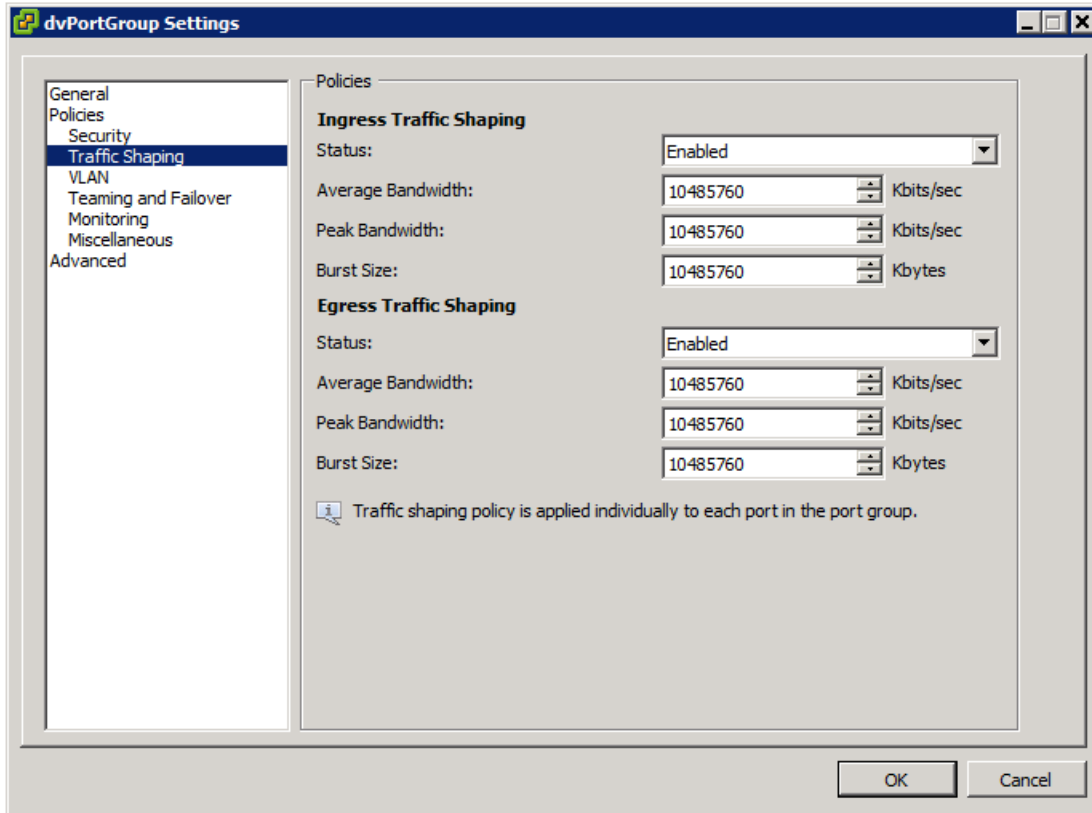 dvPortGroup Settings
General
Policies
Security
Traffic Shaping
VLAN
Teaming and Failover
Monitoring
Miscellaneous
Advanced
Policies
Ingress Traffic Shaping
Status: Enabled
Average Bandwidth: 10485760 Kbits/sec
Peak Bandwidth: 10485760 Kbits/sec
Burst Size: 10485760 Kbytes
Egress Traffic Shaping
Status: Enabled
Average Bandwidth: 10485760 Kbits/sec
Peak Bandwidth: 10485760 Kbits/sec
Burst Size: 10485760 Kbytes
Traffic shaping policy is applied individually to each port in the port group.
OK Cancel